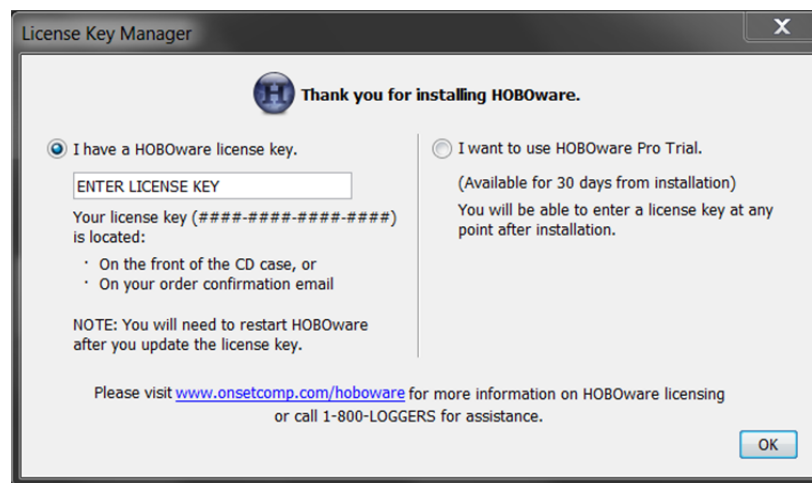 License Key Manager
X
H
Thank you for installing HOBOware.
I have a HOBOware license key.
ENTER LICENSE KEY
Your license key (####-####-####-####)
is located:
· On the front of the CD case, or
· On your order confirmation email
NOTE: You will need to restart HOBOware
after you update the license key.
I want to use HOBOware Pro Trial.
(Available for 30 days from installation)
You will be able to enter a license key at any
point after installation.
Please visit www.onsetcomp.com/hoboware for more information on HOBOware licensing
or call 1-800-LOGGERS for assistance.
OK